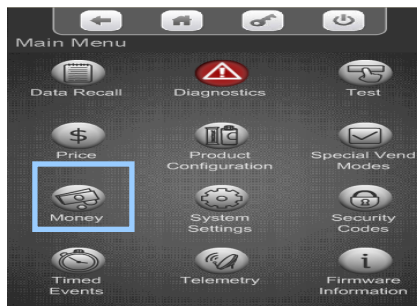 Main Menu
Data Recall
Diagnostics
Test
$
Price
Product
Configuration
Special Vend
Modes
Money
System
Settings
Security
Codes
Timed
Events
Telemetry
i
Firmware
Information